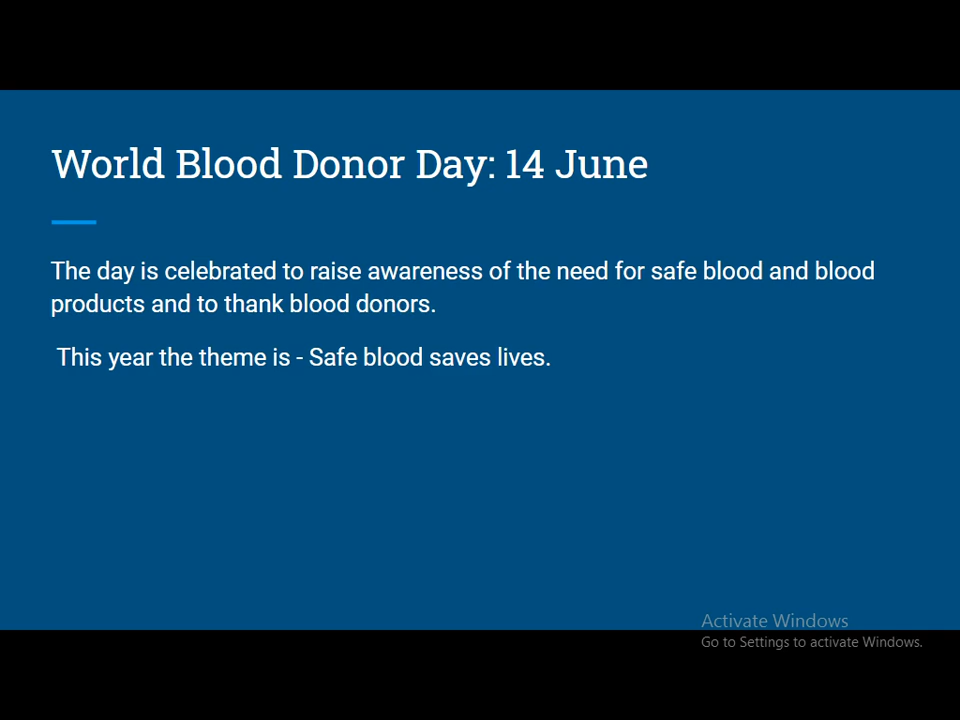 World Blood Donor Day: 14 June
The day is celebrated to raise awareness of the need for safe blood and blood
products and to thank blood donors.
This year the theme is - Safe blood saves lives.
Activate Windows
Go to Settings to activate Windows.